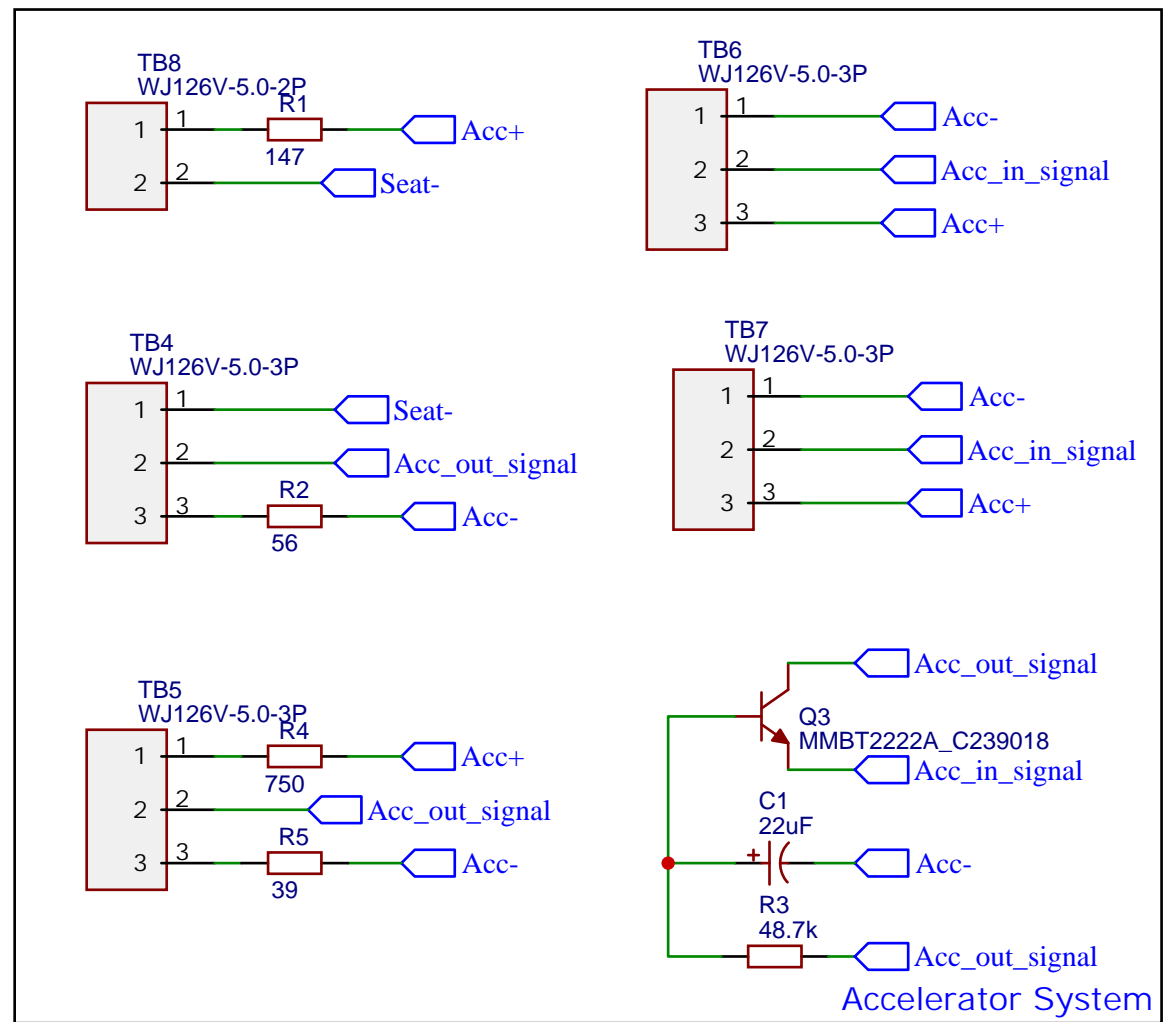 TB8
WJ126V-5.0-2P
R1
1 1 Acc+
147
2 2 Seat-
TB6
WJ126V-5.0-3P
1 1 Acc-
2 2 Acc_in_signal
3 3 Acc+
TB4
WJ126V-5.0-3P
1 1 Seat-
2 2 Acc_out_signal
R2
3 3 Acc-
56
TB7
WJ126V-5.0-3P
1 1 Acc-
2 2 Acc_in_signal
3 3 Acc+
TB5
WJ126V-5.0-3P
R4
1 1 Acc+
750
2 2 Acc_out_signal
R5
3 3 Acc-
39
Acc_out_signal
Q3
MMBT2222A_C239018
Acc_in_signal
C1
22uF
+ Acc-
R3
48.7k
Acc_out_signal
Accelerator System